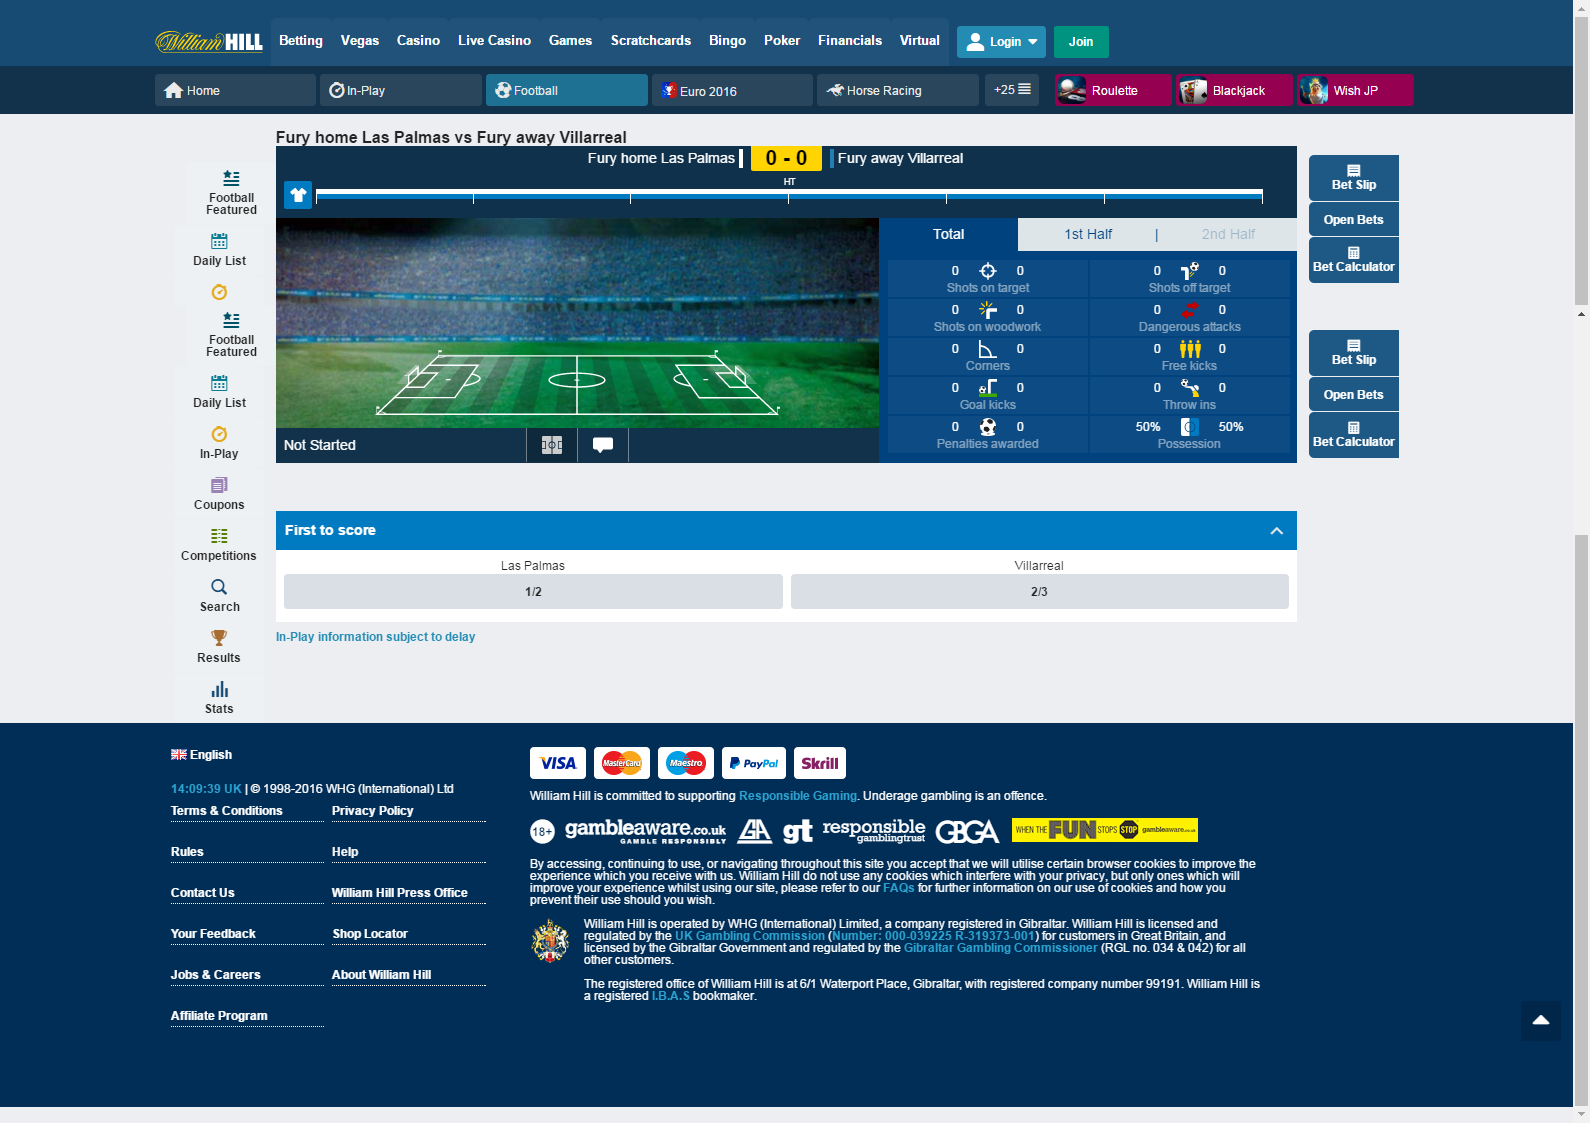 William HILL
Betting
Vegas
Casino
Live Casino
Games
Scratchcards
Bingo
Poker
Financials
Virtual
Login
Join
Home
In-Play
Football
Euro 2016
Horse Racing
+25
Roulette
Blackjack
Wish JP
Fury home Las Palmas vs Fury away Villarreal
Fury home Las Palmas
0 - 0
Fury away Villarreal
HT
Total
1st Half
|
2nd Half
0 0
Shots on target
0 0
Shots off target
0 0
Shots on woodwork
0 0
Dangerous attacks
0 0
Corners
0 0
Free kicks
0 0
Goal kicks
0 0
Throw ins
0 0
Penalties awarded
50% 50%
Possession
Not Started
Football
Featured
Daily List
Football
Featured
Daily List
In-Play
Coupons
Competitions
Search
Results
Stats
Bet Slip
Open Bets
Bet Calculator
Bet Slip
Open Bets
Bet Calculator
First to score
Las Palmas
Villarreal
1/2
2/3
In-Play information subject to delay
English
14:09:39 UK | © 1998-2016 WHG (International) Ltd
Terms & Conditions
Privacy Policy
Rules
Help
Contact Us
William Hill Press Office
Your Feedback
Shop Locator
Jobs & Careers
About William Hill
Affiliate Program
VISA
MasterCard
Maestro
PayPal
Skrill
William Hill is committed to supporting Responsible Gaming. Underage gambling is an offence.
18+
gambleaware.co.uk
GAMBLE RESPONSIBLY
GA
gt
responsible
gamblingtrust
GBGA
WHEN THE FUN STOPS STOP gambleaware.co.uk
By accessing, continuing to use, or navigating throughout this site you accept that we will utilise certain browser cookies to improve the
experience which you receive with us. William Hill do not use any cookies which interfere with your privacy, but only ones which will
improve your experience whilst using our site, please refer to our FAQs for further information on our use of cookies and how you
prevent their use should you wish.
William Hill is operated by WHG (International) Limited, a company registered in Gibraltar. William Hill is licensed and
regulated by the UK Gambling Commission (Number: 000-039225 R-319373-001) for customers in Great Britain, and
licensed by the Gibraltar Government and regulated by the Gibraltar Gambling Commissioner (RGL no. 034 & 042) for all
other customers.
The registered office of William Hill is at 6/1 Waterport Place, Gibraltar, with registered company number 99191. William Hill is
a registered I.B.A.S bookmaker.